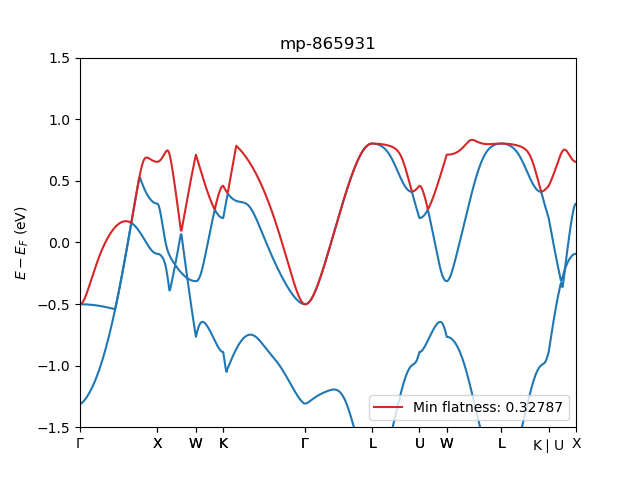 mp-865931
1.5
1.0
0.5
0.0
−0.5
−1.0
−1.5
E − E_F (eV)
Min flatness: 0.32787
Γ X W K Γ L U W L K | U X